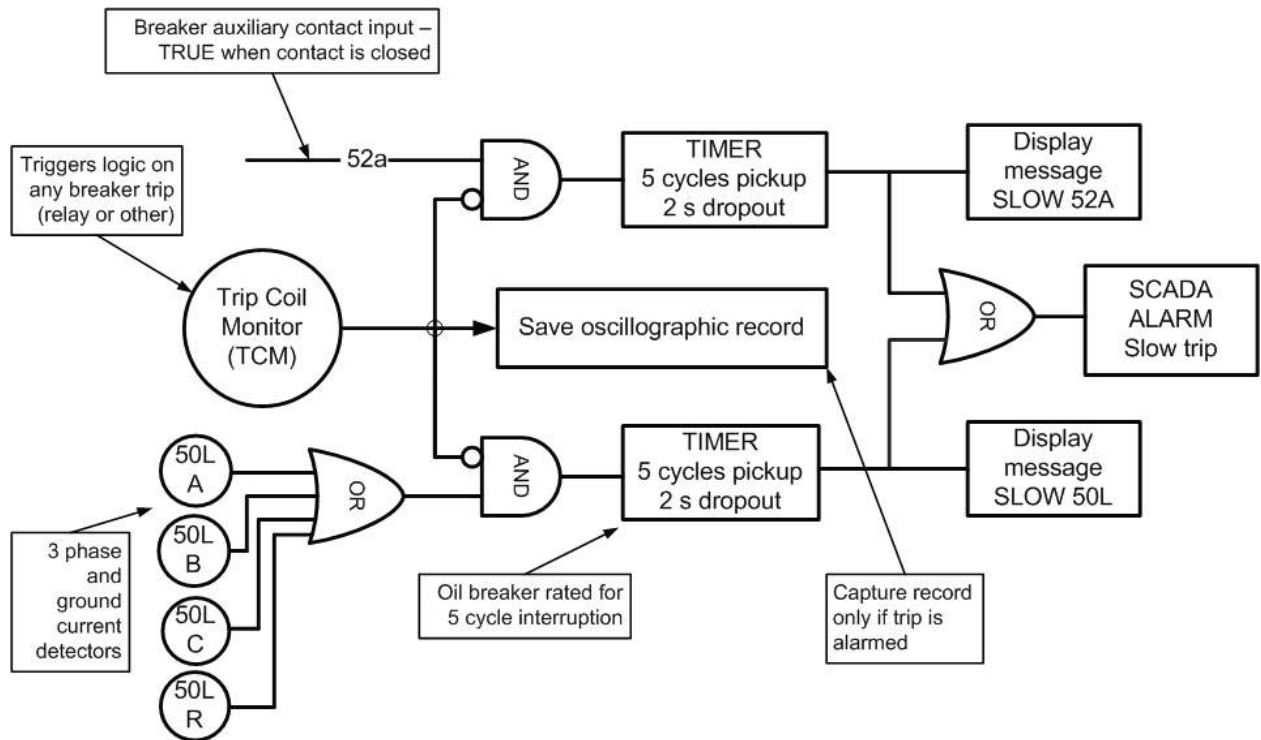 Breaker auxiliary contact input –
TRUE when contact is closed
Triggers logic on
any breaker trip
(relay or other)
52a
AND
TIMER
5 cycles pickup
2 s dropout
Display
message
SLOW 52A
Trip Coil
Monitor
(TCM)
Save oscillographic record
OR
SCADA
ALARM
Slow trip
50L
A
50L
B
50L
C
50L
R
OR
AND
TIMER
5 cycles pickup
2 s dropout
Display
message
SLOW 50L
3 phase
and
ground
current
detectors
Oil breaker rated for
5 cycle interruption
Capture record
only if trip is
alarmed